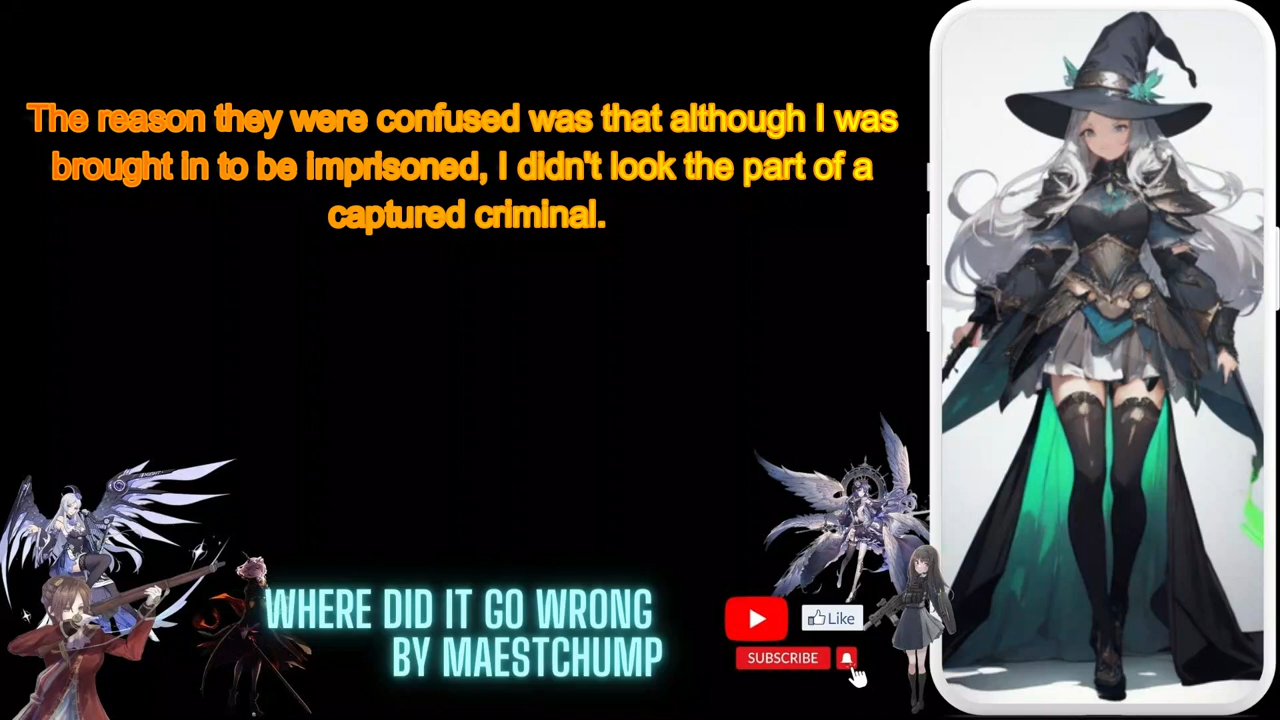 The reason they were confused was that although I was
brought in to be imprisoned, I didn't look the part of a
captured criminal.
WHERE DID IT GO WRONG
BY MAESTCHUMP
Like
SUBSCRIBE